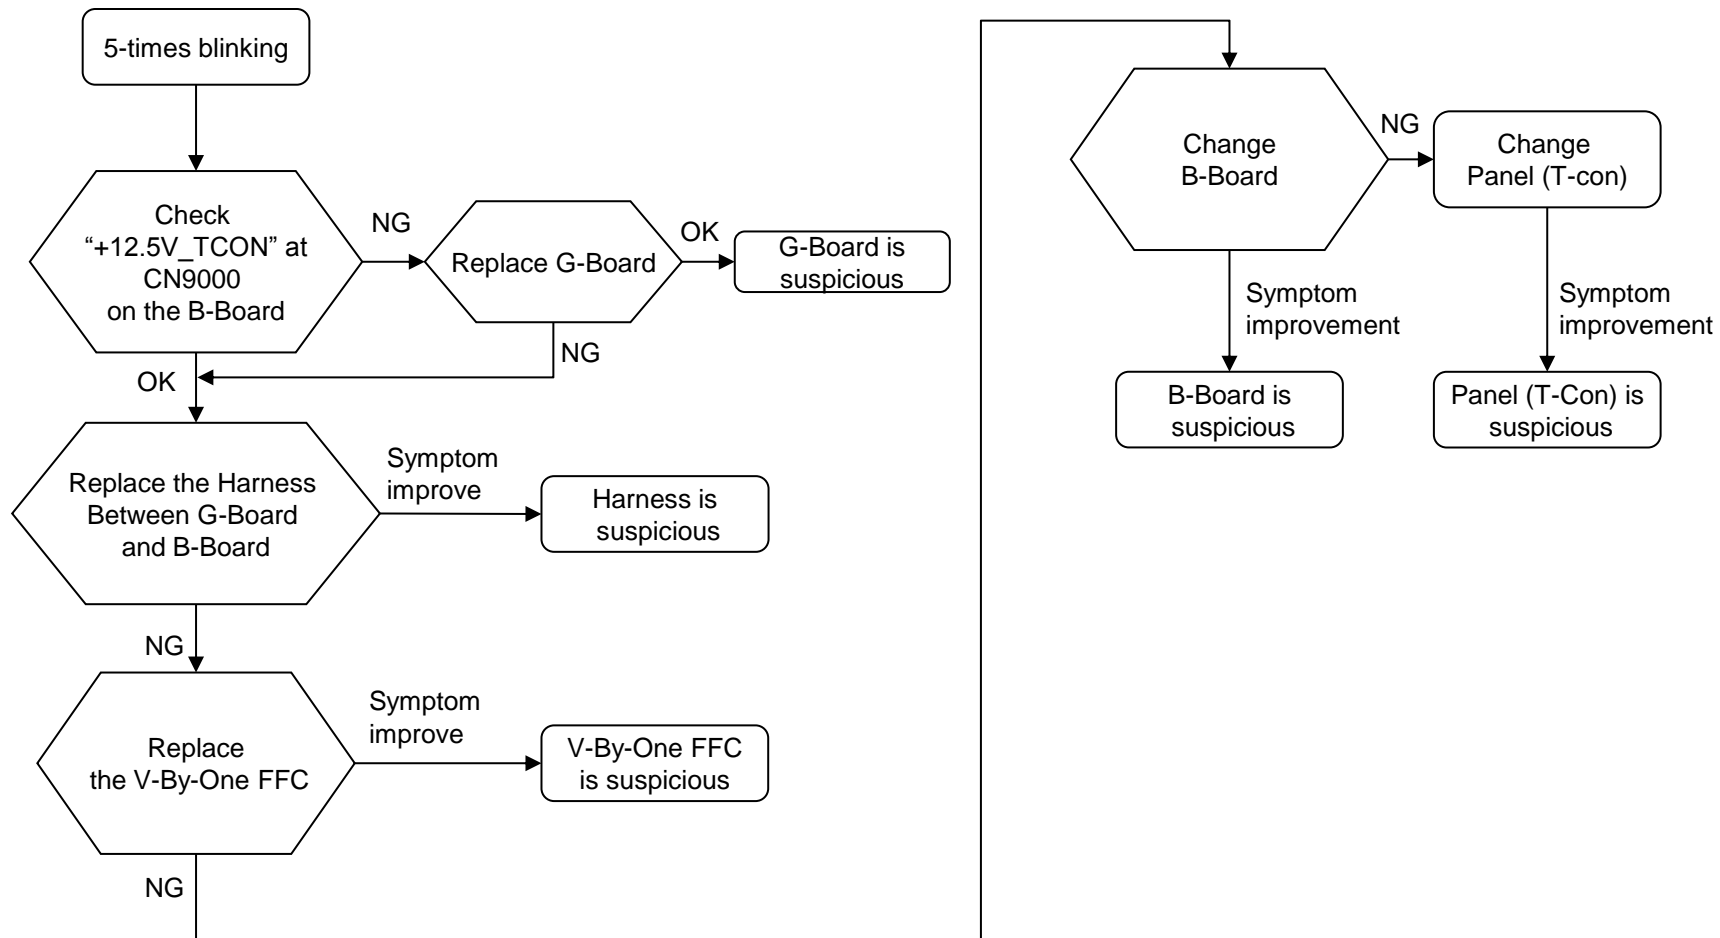 5-times blinking
Check
“+12.5V_TCON” at
CN9000
on the B-Board
NG
Replace G-Board
OK
G-Board is
suspicious
NG
OK
Replace the Harness
Between G-Board
and B-Board
Symptom
improve
Harness is
suspicious
NG
Replace
the V-By-One FFC
Symptom
improve
V-By-One FFC
is suspicious
NG
Change
B-Board
NG
Change
Panel (T-con)
Symptom
improvement
Symptom
improvement
B-Board is
suspicious
Panel (T-Con) is
suspicious